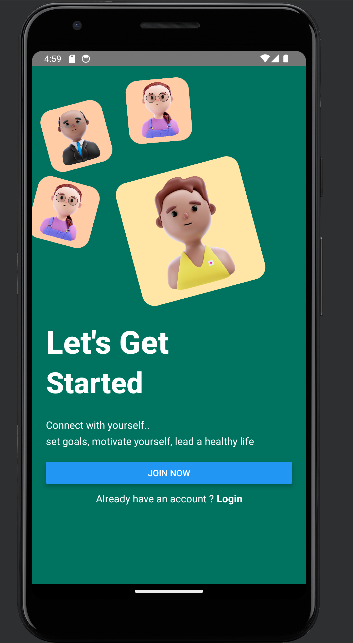 4:59
Let's Get
Started
Connect with yourself..
set goals, motivate yourself, lead a healthy life
JOIN NOW
Already have an account ? Login